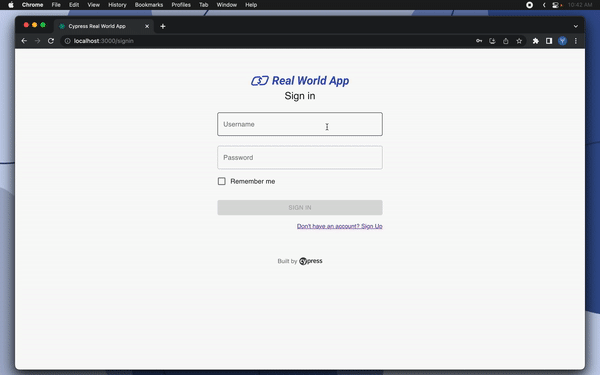 Chrome File Edit View History Bookmarks Profiles Tab Window Help 10:42 AM
Cypress Real World App
localhost:3000/signin
Real World App
Sign in
Username
Password
Remember me
SIGN IN
Don't have an account? Sign Up
Built by cypress